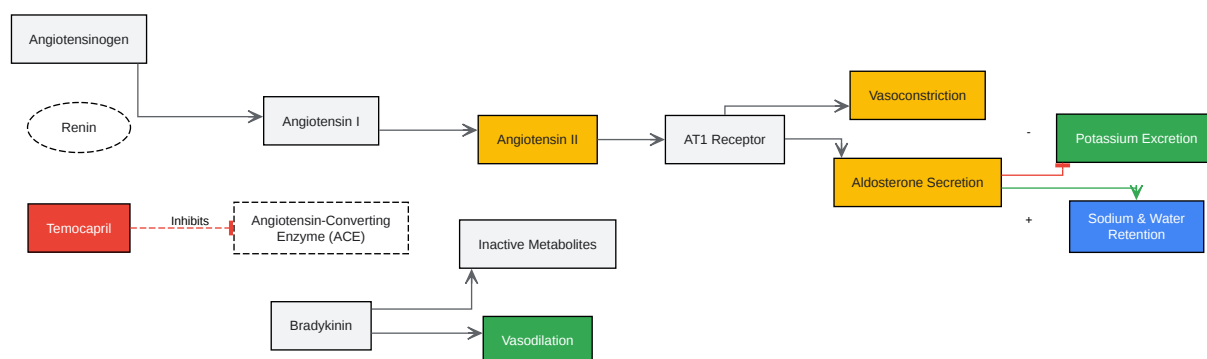 Angiotensinogen
Renin
Angiotensin I
Angiotensin II
AT1 Receptor
Vasoconstriction
Aldosterone Secretion
-
Potassium Excretion
+
Sodium & Water
Retention
Temocapril
Inhibits
Angiotensin-Converting
Enzyme (ACE)
Inactive Metabolites
Bradykinin
Vasodilation